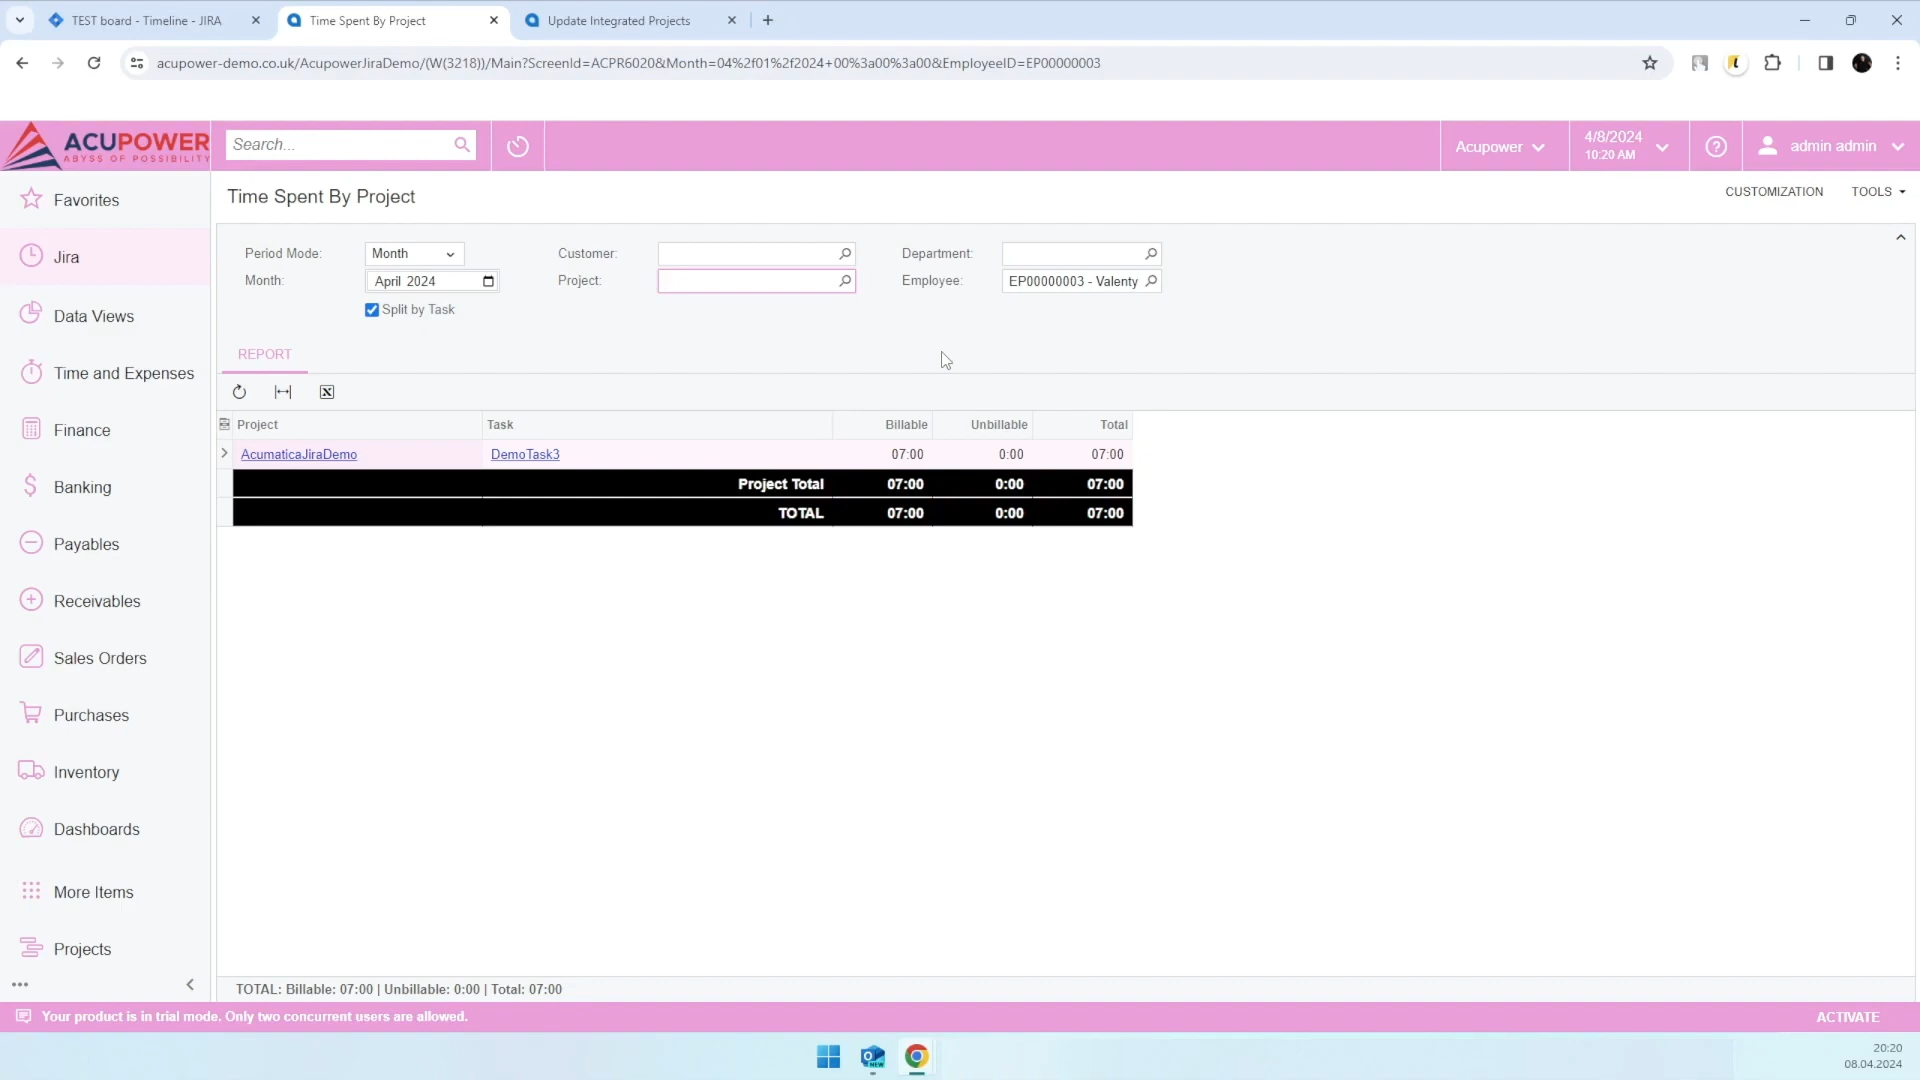 TEST board - Timeline - JIRA
Time Spent By Project
Update Integrated Projects
acupower-demo.co.uk/AcupowerJiraDemo/(W(3218))/Main?ScreenId=ACPR6020&Month=04%2f01%2f2024+00%3a00%3a00&EmployeeID=EP00000003
ACUPOWER
ABYSS OF POSSIBILITY
Search...
Acupower
4/8/2024
10:20 AM
admin admin
Favorites
Jira
Data Views
Time and Expenses
Finance
Banking
Payables
Receivables
Sales Orders
Purchases
Inventory
Dashboards
More Items
Projects
Time Spent By Project
CUSTOMIZATION TOOLS
Period Mode: Month Customer: Department:
Month: April 2024 Project: Employee: EP00000003 - Valenty
Split by Task
REPORT
Project Task Billable Unbillable Total
AcumaticaJiraDemo DemoTask3 07:00 0:00 07:00
Project Total 07:00 0:00 07:00
TOTAL 07:00 0:00 07:00
TOTAL: Billable: 07:00 | Unbillable: 0:00 | Total: 07:00
Your product is in trial mode. Only two concurrent users are allowed.
ACTIVATE
NEW
20:20
08.04.2024